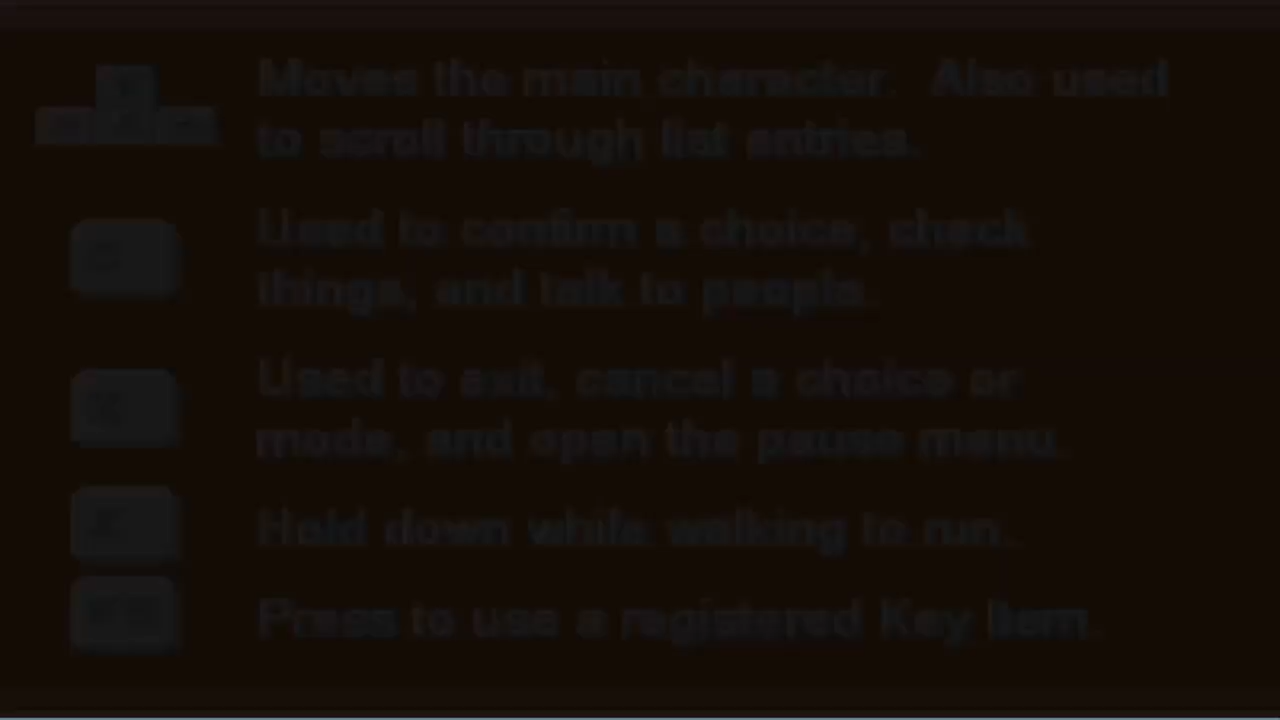 Moves the main character. Also used
to scroll through list entries.
Used to confirm a choice, check
things, and talk to people.
Used to exit, cancel a choice or
mode, and open the pause menu.
Hold down while walking to run.
Press to use a registered Key Item.